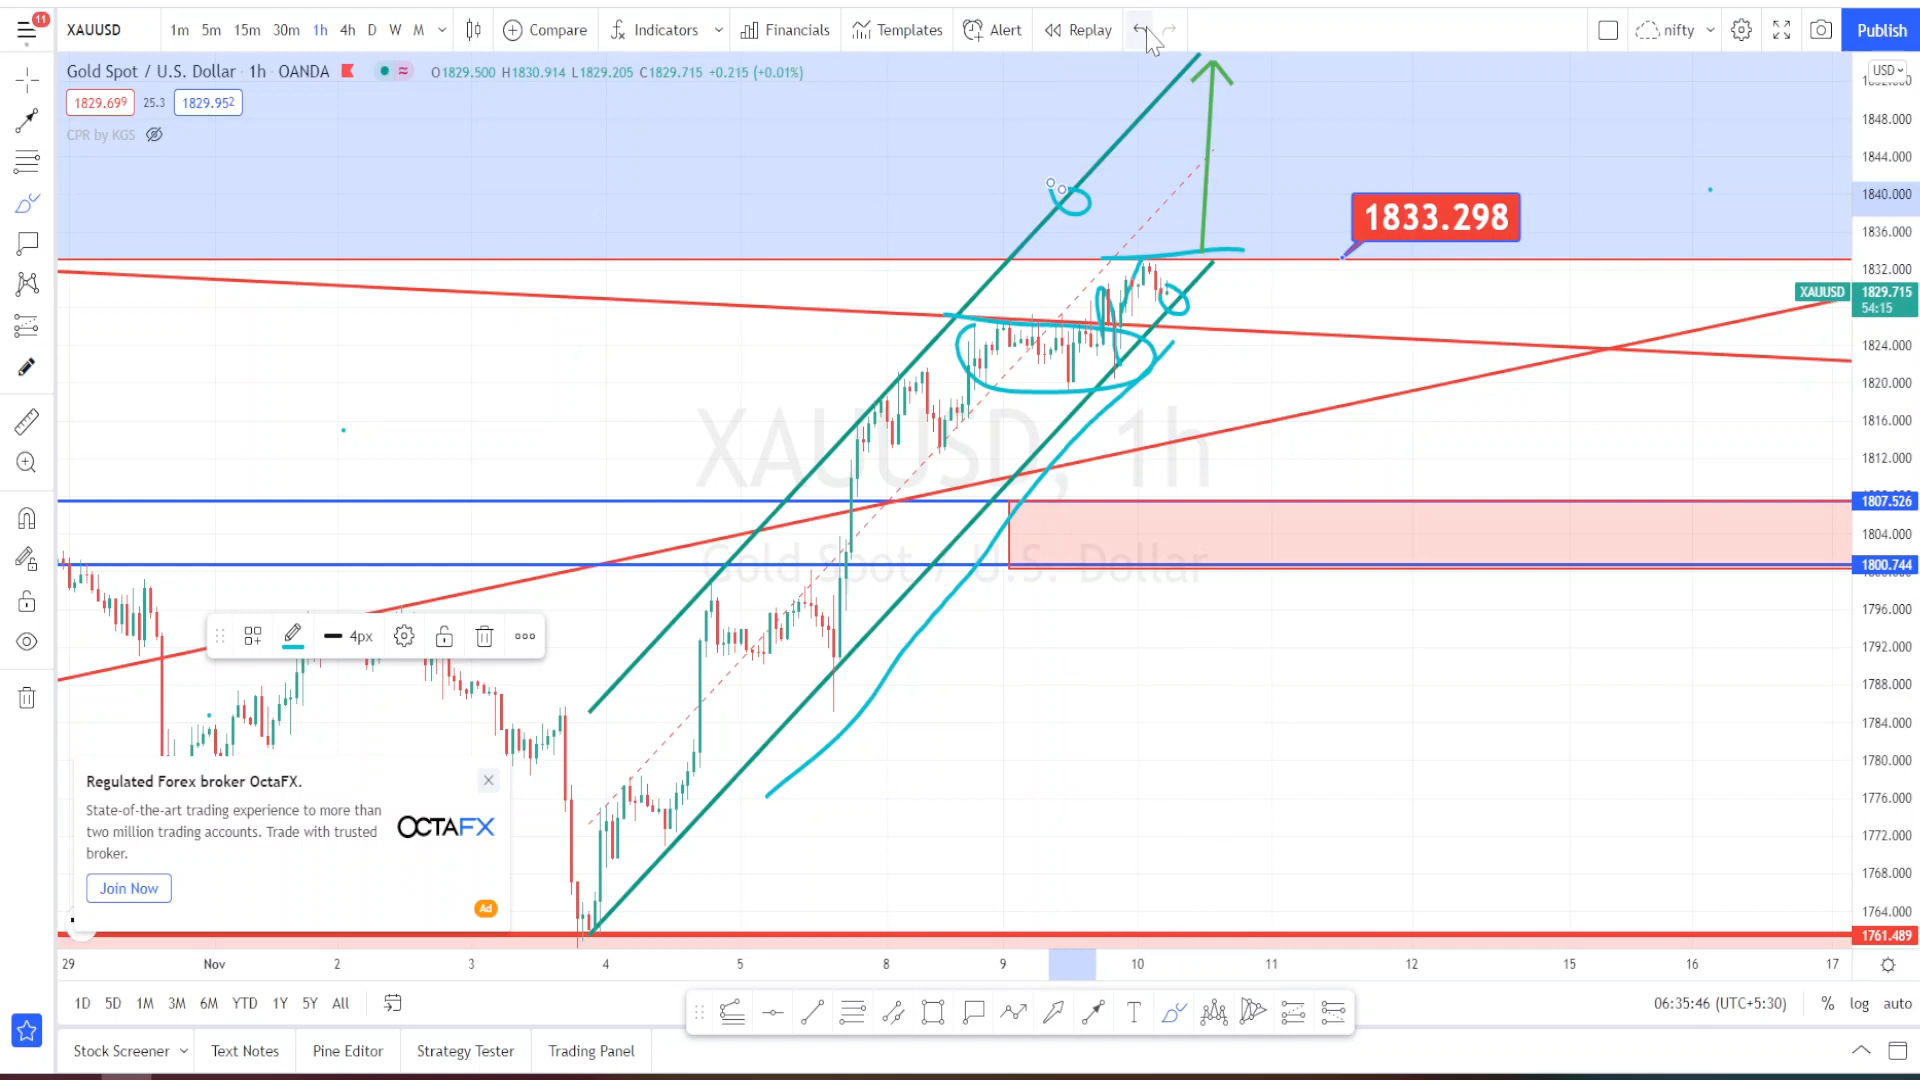 11
XAUUSD 1m 5m 15m 30m 1h 4h D W M Compare Indicators Financials Templates Alert Replay nifty Publish
Gold Spot / U.S. Dollar · 1h · OANDA O1829.500 H1830.914 L1829.205 C1829.715 +0.215 (+0.01%)
USD
1829.699 25.3 1829.952
CPR by KGS
1848.000
1844.000
1840.000
1833.298
1836.000
1832.000
XAUUSD 1829.715
54:15
1824.000
1820.000
1816.000
XAUUSD, 1h
1812.000
1807.526
1804.000
Gold Spot / U.S. Dollar
1800.744
1796.000
4px
1792.000
1788.000
1784.000
1780.000
Regulated Forex broker OctaFX.
State-of-the-art trading experience to more than
two million trading accounts. Trade with trusted
broker.
OCTAFX
Join Now
Ad
1776.000
1772.000
1768.000
1764.000
1761.489
29 Nov 2 3 4 5 8 9 10 11 12 15 16 17
1D 5D 1M 3M 6M YTD 1Y 5Y All 06:35:46 (UTC+5:30) % log auto
T
Stock Screener Text Notes Pine Editor Strategy Tester Trading Panel